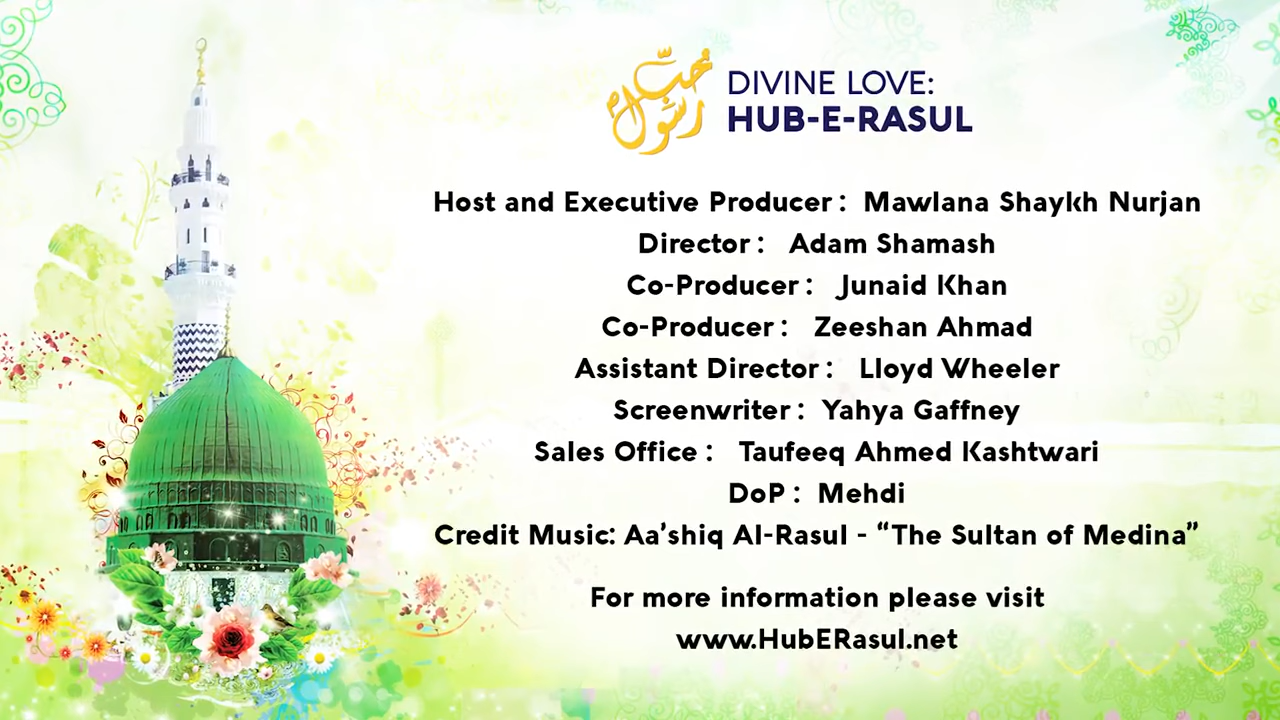 حب رسول
DIVINE LOVE:
HUB-E-RASUL
Host and Executive Producer : Mawlana Shaykh Nurjan
Director : Adam Shamash
Co-Producer : Junaid Khan
Co-Producer : Zeeshan Ahmad
Assistant Director : Lloyd Wheeler
Screenwriter : Yahya Gaffney
Sales Office : Taufeeq Ahmed Kashtwari
DoP : Mehdi
Credit Music: Aa’shiq Al-Rasul - “The Sultan of Medina”
For more information please visit
www.HubERasul.net